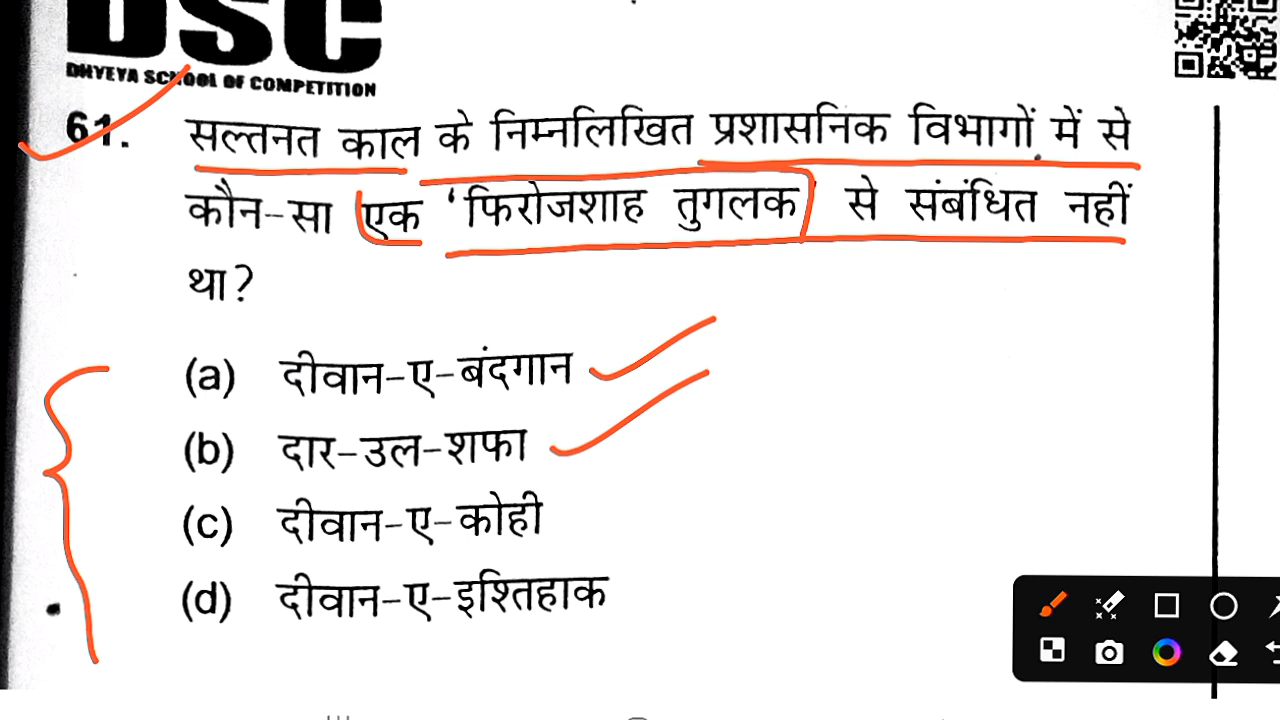 DSC
DHYEYA SCHOOL OF COMPETITION
61. सल्तनत काल के निम्नलिखित प्रशासनिक विभागों में से
कौन-सा एक 'फिरोजशाह तुगलक' से संबंधित नहीं
था?
(a) दीवान-ए-बंदगान
(b) दार-उल-शफा
(c) दीवान-ए-कोही
(d) दीवान-ए-इश्तिहाक